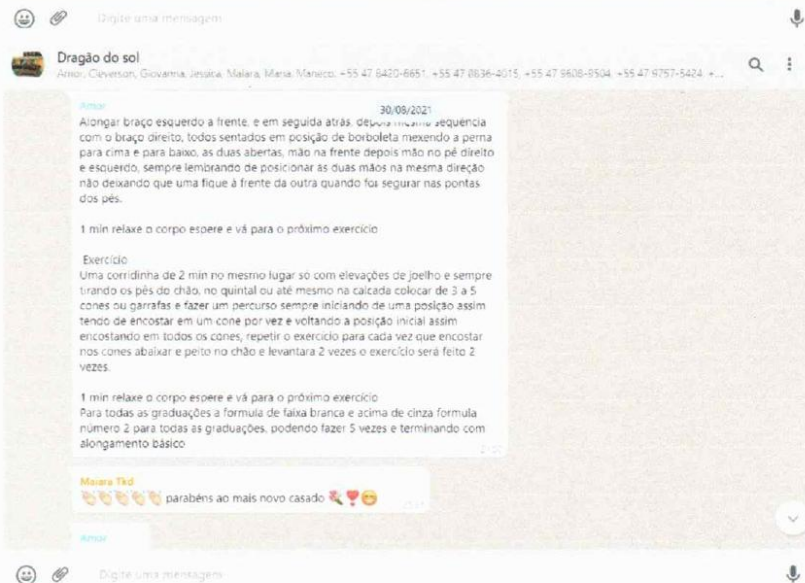 Digite uma mensagem
Dragão do sol
Amor, Cleverson, Giovanna, Jessica, Maiara, Maria, Maneco, +55 47 8420-6651, +55 47 8836-4015, +55 47 9608-9504, +55 47 9757-5424, +...
30/08/2021
Amor
Alongar braço esquerdo a frente, e em seguida atrás, depois mesma sequência
com o braço direito, todos sentados em posição de borboleta mexendo a perna
para cima e para baixo, as duas abertas, mão na frente depois mão no pé direito
e esquerdo, sempre lembrando de posicionar as duas mãos na mesma direção
não deixando que uma fique à frente da outra quando for segurar nas pontas
dos pés.
1 min relaxe o corpo espere e vá para o próximo exercício
Exercício
Uma corridinha de 2 min no mesmo lugar só com elevações de joelho e sempre
tirando os pés do chão, no quintal ou até mesmo na calcada colocar de 3 a 5
cones ou garrafas e fazer um percurso sempre iniciando de uma posição assim
tendo de encostar em um cone por vez e voltando a posição inicial assim
encostando em todos os cones, repetir o exercício para cada vez que encostar
nos cones abaixar e peito no chão e levantara 2 vezes o exercício será feito 2
vezes.
1 min relaxe o corpo espere e vá para o próximo exercício
Para todas as graduações a formula de faixa branca e acima de cinza formula
número 2 para todas as graduações, podendo fazer 5 vezes e terminando com
alongamento básico
Maiara Tkd
👏🏻👏🏻👏🏻👏🏻👏🏻 parabéns ao mais novo casado
Amor
Digite uma mensagem